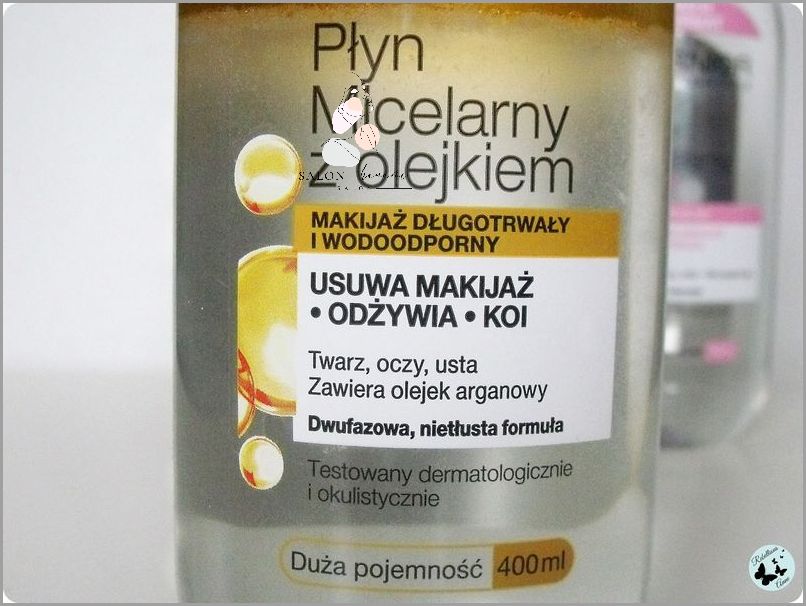 Płyn
Micelarny
z olejkiem
SALON
MAKIJAŻ DŁUGOTRWAŁY
I WODOODPORNY
USUWA MAKIJAŻ
• ODŻYWIA • KOI
Twarz, oczy, usta
Zawiera olejek arganowy
Dwufazowa, nietłusta formuła
Testowany dermatologicznie
i okulistycznie
Duża pojemność 400ml